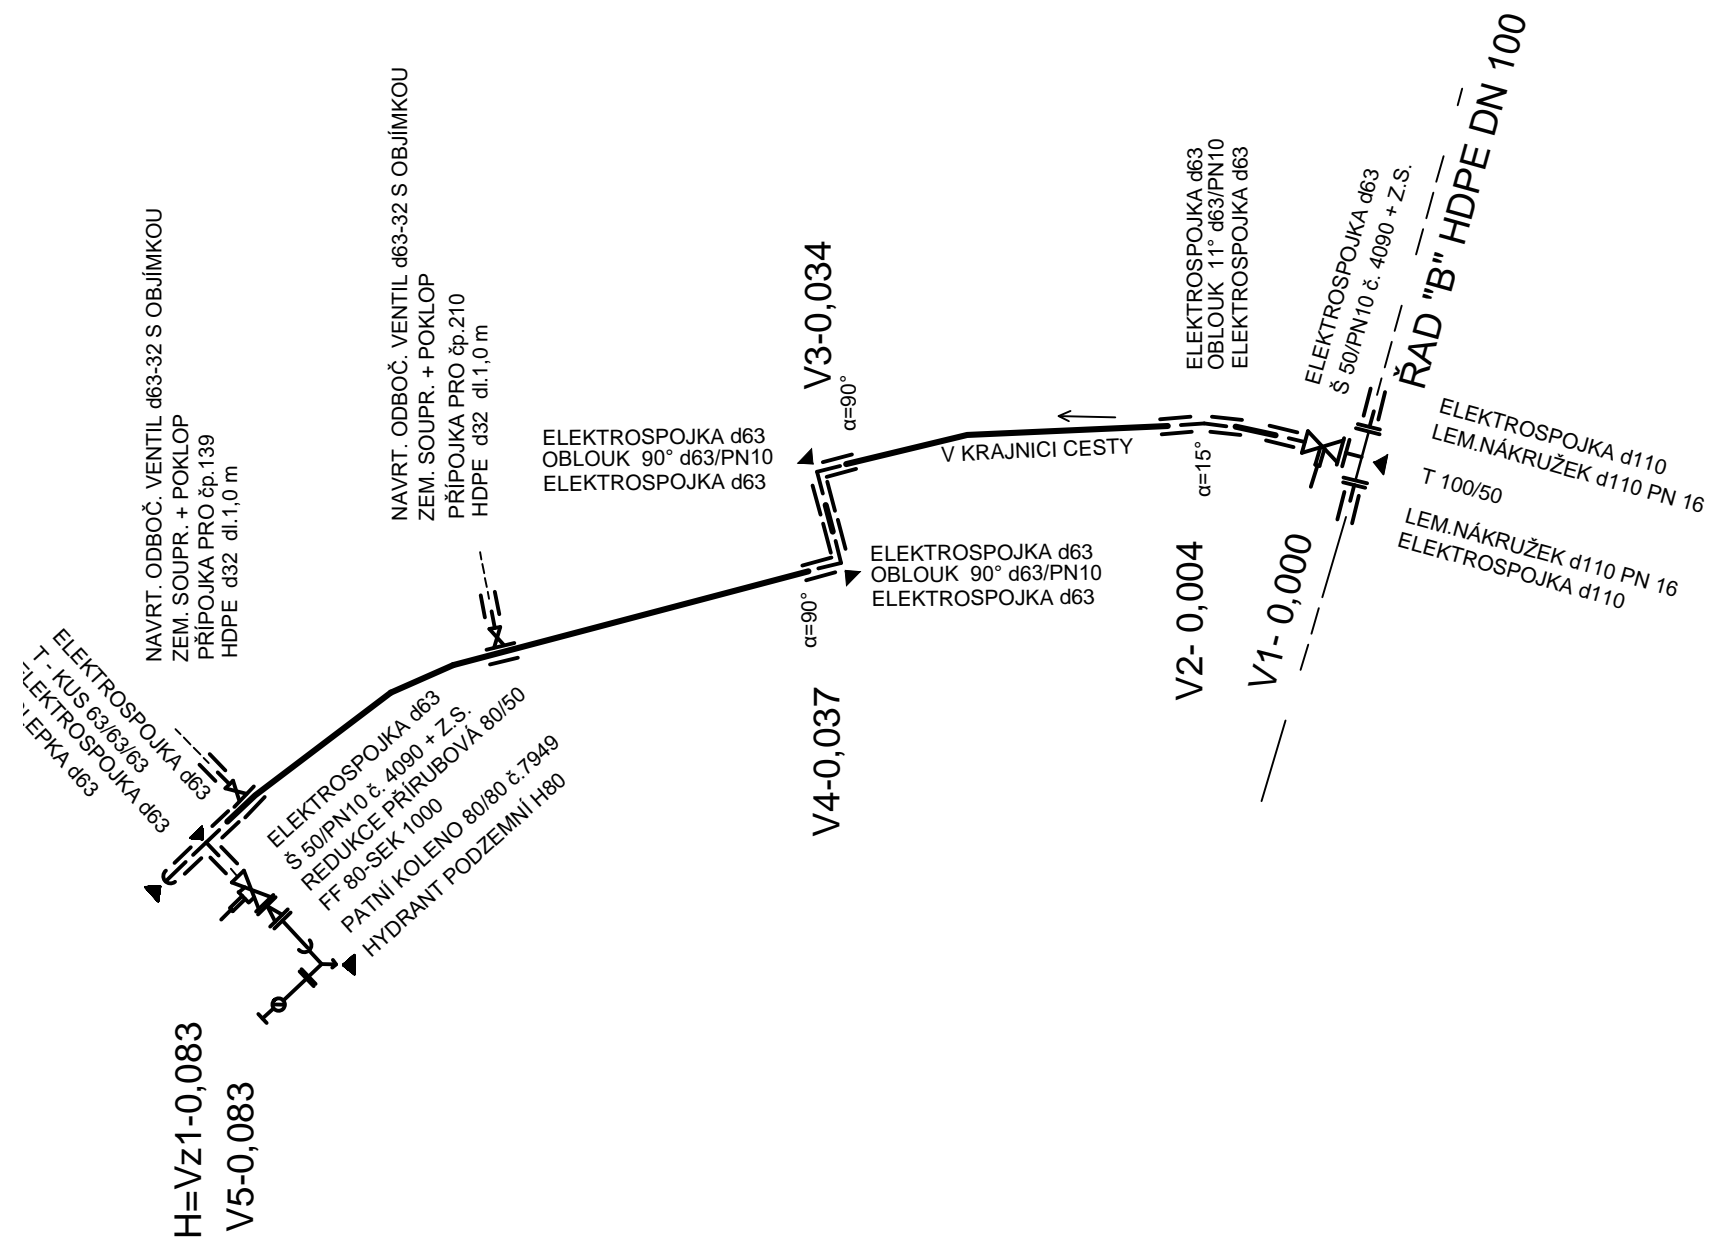 NAVRT. ODBOČ. VENTIL d63-32 S OBJÍMKOU
ZEM. SOUPR. + POKLOP
PŘÍPOJKA PRO čp.139
HDPE d32 dl.1,0 m
NAVRT. ODBOČ. VENTIL d63-32 S OBJÍMKOU
ZEM. SOUPR. + POKLOP
PŘÍPOJKA PRO čp.210
HDPE d32 dl.1,0 m
ELEKTROSPOJKA d63
T - KUS 63/63/63
ELEKTROSPOJKA d63
d63
ELEKTROSPOJKA d63
Š 50/PN10 č. 4090 + Z.S.
REDUKCE PŘÍRUBOVÁ 80/50
FF 80-SEK 1000
PATNÍ KOLENO 80/80 č.7949
HYDRANT PODZEMNÍ H80
H=Vz1-0,083
V5-0,083
ELEKTROSPOJKA d63
OBLOUK 90° d63/PN10
ELEKTROSPOJKA d63
V3-0,034
α=90°
V KRAJNICI CESTY
ELEKTROSPOJKA d63
OBLOUK 90° d63/PN10
ELEKTROSPOJKA d63
α=90°
V4-0,037
ELEKTROSPOJKA d63
OBLOUK 11° d63/PN10
ELEKTROSPOJKA d63
α=15°
V2- 0,004
V1- 0,000
ELEKTROSPOJKA d63
Š 50/PN10 č. 4090 + Z.S.
ŘAD "B" HDPE DN 100
ELEKTROSPOJKA d110
LEM.NÁKRUŽEK d110 PN 16
T 100/50
LEM.NÁKRUŽEK d110 PN 16
ELEKTROSPOJKA d110